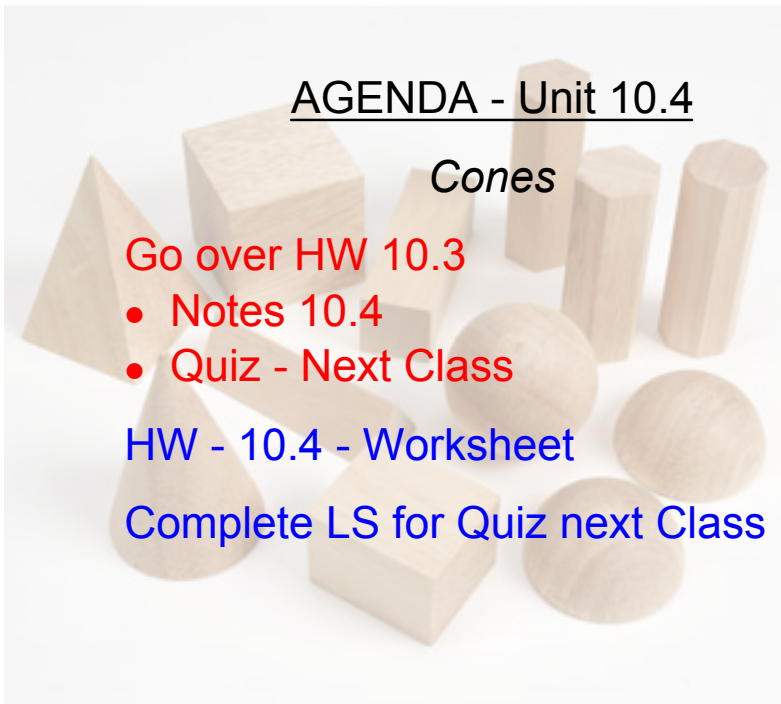 AGENDA - Unit 10.4
Cones
Go over HW 10.3
• Notes 10.4
• Quiz - Next Class
HW - 10.4 - Worksheet
Complete LS for Quiz next Class